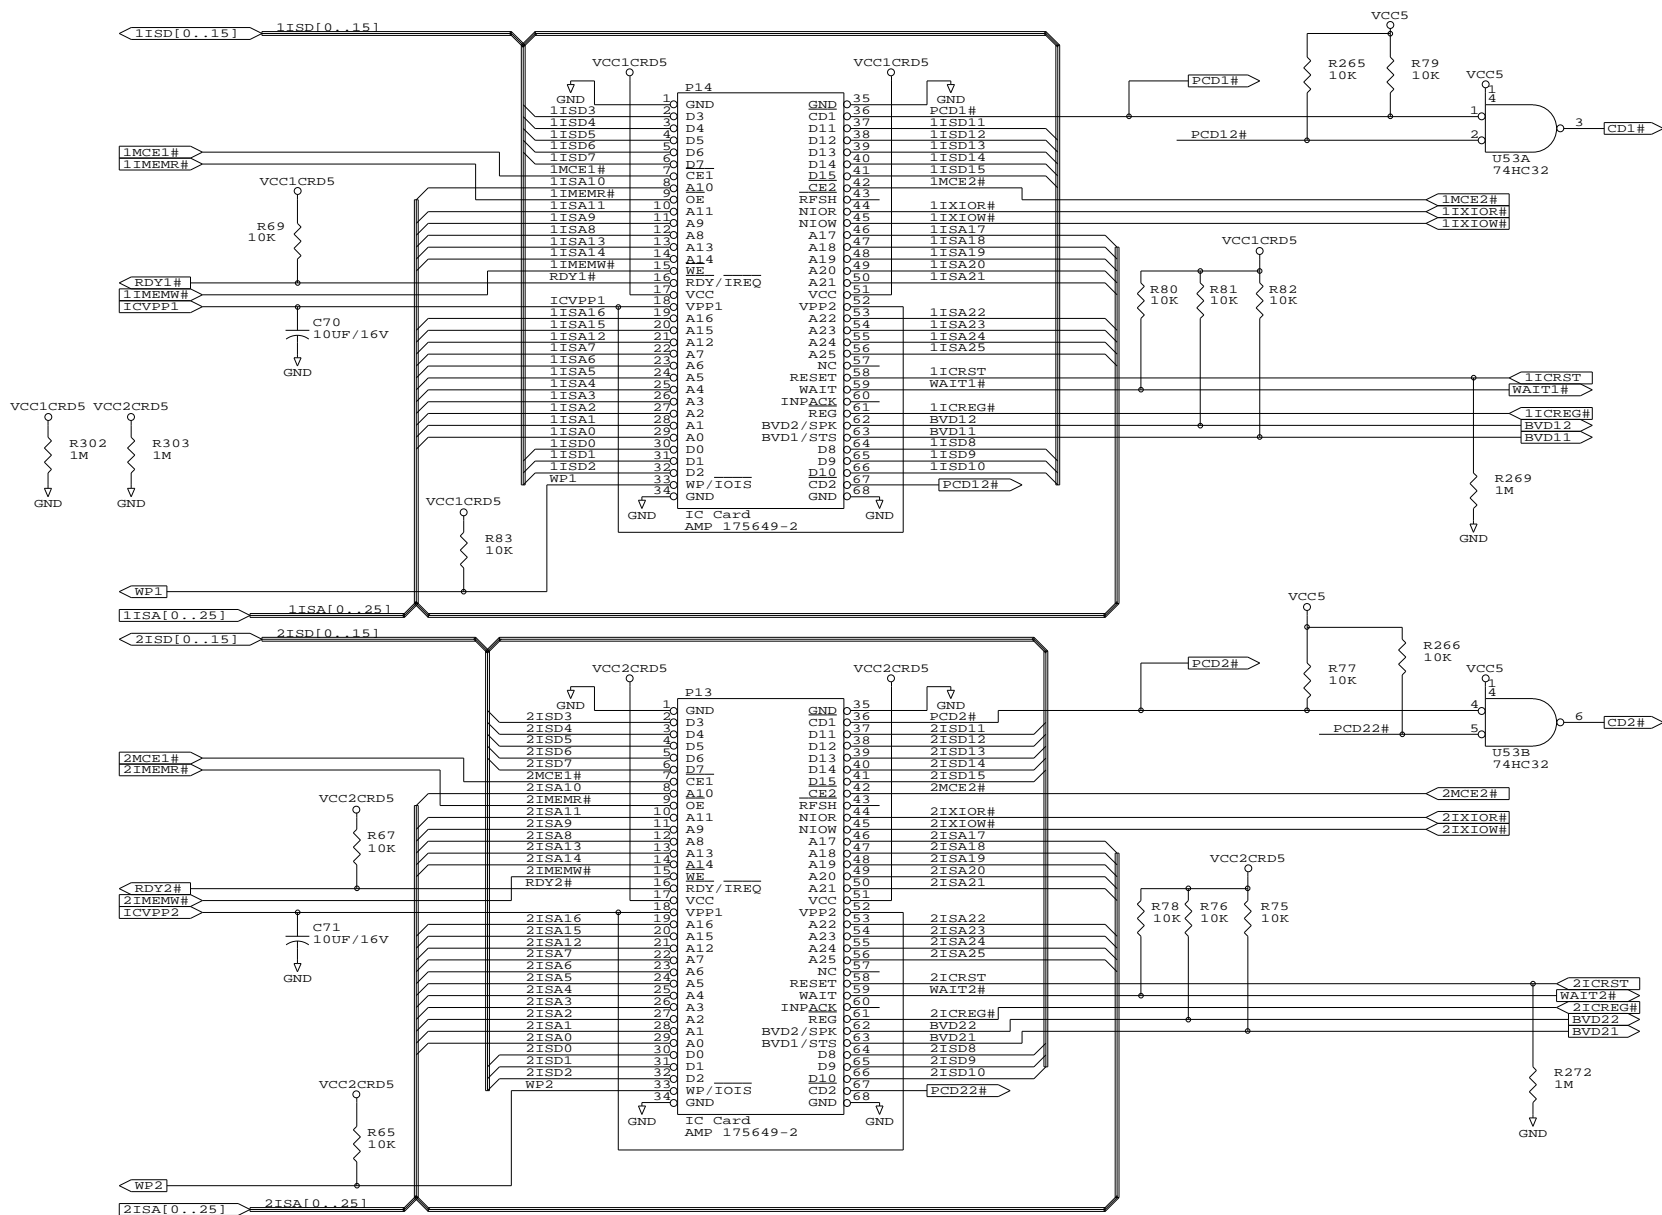 1ISD[0..15] 1ISD[0..15]
VCC5
VCC1CRD5 VCC1CRD5
R265 10K
R79 10K
VCC5
PCD1#
GND GND
P14
1 GND GND 35
1ISD3 2 D3 CD1 36 PCD1#
1ISD4 3 D4 D11 37 1ISD11
1ISD5 4 D5 D12 38 1ISD12
1ISD6 5 D6 D13 39 1ISD13
1ISD7 6 D7 D14 40 1ISD14
1MCE1# 7 CE1 D15 41 1ISD15
1ISA10 8 A10 CE2 42 1MCE2#
1IMEMR# 9 OE RFSH 43
1ISA11 10 A11 NIOR 44 1IXIOR#
1ISA9 11 A9 NIOW 45 1IXIOW#
1ISA8 12 A8 A17 46 1ISA17
1ISA13 13 A13 A18 47 1ISA18
1ISA14 14 A14 A19 48 1ISA19
1IMEMW# 15 WE A20 49 1ISA20
RDY1# 16 RDY/IREQ A21 50 1ISA21
17 VCC VCC 51
ICVPP1 18 VPP1 VPP2 52
1ISA16 19 A16 A22 53 1ISA22
1ISA15 20 A15 A23 54 1ISA23
1ISA12 21 A12 A24 55 1ISA24
1ISA7 22 A7 A25 56 1ISA25
1ISA6 23 A6 NC 57
1ISA5 24 A5 RESET 58 1ICRST
1ISA4 25 A4 WAIT 59 WAIT1#
1ISA3 26 A3 INPACK 60
1ISA2 27 A2 REG 61 1ICREG#
1ISA1 28 A1 BVD2/SPK 62 BVD12
1ISA0 29 A0 BVD1/STS 63 BVD11
1ISD0 30 D0 D8 64 1ISD8
1ISD1 31 D1 D9 65 1ISD9
1ISD2 32 D2 D10 66 1ISD10
WP1 33 WP/IOIS CD2 67 PCD12#
34 GND GND 68
GND GND
IC Card
AMP 175649-2
1MCE1#
1IMEMR#
VCC1CRD5
R69
10K
RDY1#
1IMEMW#
ICVPP1
C70
10UF/16V
GND
VCC1CRD5 VCC2CRD5
R302 R303
1M 1M
GND GND
VCC1CRD5
R83
10K
WP1
1ISA[0..25] 1ISA[0..25]
1
4
1
PCD12# 2
3 CD1#
U53A
74HC32
1MCE2#
1IXIOR#
1IXIOW#
VCC1CRD5
R80 R81 R82
10K 10K 10K
1ICRST
WAIT1#
1ICREG#
BVD12
BVD11
R269
1M
GND
2ISD[0..15] 2ISD[0..15]
VCC5
VCC2CRD5 VCC2CRD5
R77 10K
R266 10K
VCC5
PCD2#
GND GND
P13
1 GND GND 35
2ISD3 2 D3 CD1 36 PCD2#
2ISD4 3 D4 D11 37 2ISD11
2ISD5 4 D5 D12 38 2ISD12
2ISD6 5 D6 D13 39 2ISD13
2ISD7 6 D7 D14 40 2ISD14
2MCE1# 7 CE1 D15 41 2ISD15
2ISA10 8 A10 CE2 42 2MCE2#
2IMEMR# 9 OE RFSH 43
2ISA11 10 A11 NIOR 44 2IXIOR#
2ISA9 11 A9 NIOW 45 2IXIOW#
2ISA8 12 A8 A17 46 2ISA17
2ISA13 13 A13 A18 47 2ISA18
2ISA14 14 A14 A19 48 2ISA19
2IMEMW# 15 WE A20 49 2ISA20
RDY2# 16 RDY/IREQ A21 50 2ISA21
17 VCC VCC 51
18 VPP1 VPP2 52
2ISA16 19 A16 A22 53 2ISA22
2ISA15 20 A15 A23 54 2ISA23
2ISA12 21 A12 A24 55 2ISA24
2ISA7 22 A7 A25 56 2ISA25
2ISA6 23 A6 NC 57
2ISA5 24 A5 RESET 58 2ICRST
2ISA4 25 A4 WAIT 59 WAIT2#
2ISA3 26 A3 INPACK 60
2ISA2 27 A2 REG 61 2ICREG#
2ISA1 28 A1 BVD2/SPK 62 BVD22
2ISA0 29 A0 BVD1/STS 63 BVD21
2ISD0 30 D0 D8 64 2ISD8
2ISD1 31 D1 D9 65 2ISD9
2ISD2 32 D2 D10 66 2ISD10
WP2 33 WP/IOIS CD2 67 PCD22#
34 GND GND 68
GND GND
IC Card
AMP 175649-2
2MCE1#
2IMEMR#
VCC2CRD5
R67
10K
RDY2#
2IMEMW#
ICVPP2
C71
10UF/16V
GND
VCC2CRD5
R65
10K
WP2
2ISA[0..25] 2ISA[0..25]
1
4
4
PCD22# 5
6 CD2#
U53B
74HC32
2MCE2#
2IXIOR#
2IXIOW#
VCC2CRD5
R78 R76 R75
10K 10K 10K
2ICRST
WAIT2#
2ICREG#
BVD22
BVD21
R272
1M
GND